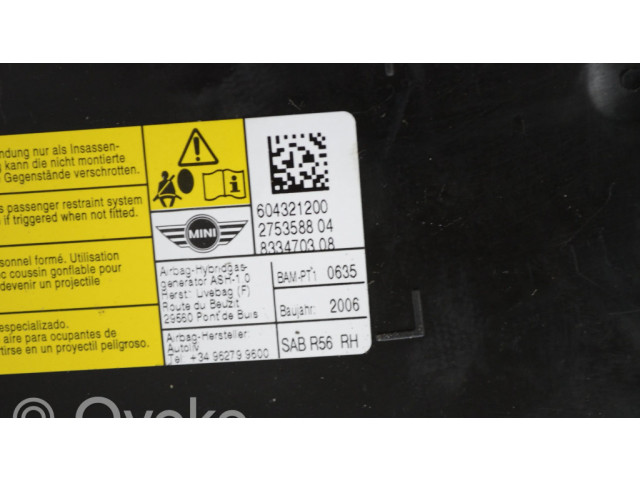 ndung nur als Insassen-
g kann die nicht montierte
Gegenstände verschrotten.
s passenger restraint system
if triggered when not fitted.
rsonnel formé. Utilisation
c coussin gonflable pour
devenir un projectile
especializado.
aire para ocupantes de
rtirse en un proyectil peligroso.
MINI
604321200
2753588 04
8334703 08
Airbag-Hybridgas-
generator ASH-1.0
Herst: Livebag (F)
Route du Beuzit
29560 Pont de Buis
BAM-PT1 0635
Baujahr: 2006
Airbag-Hersteller
Autoliv
Tel: +34 96279 9600
SAB R56 RH
© Ovoko